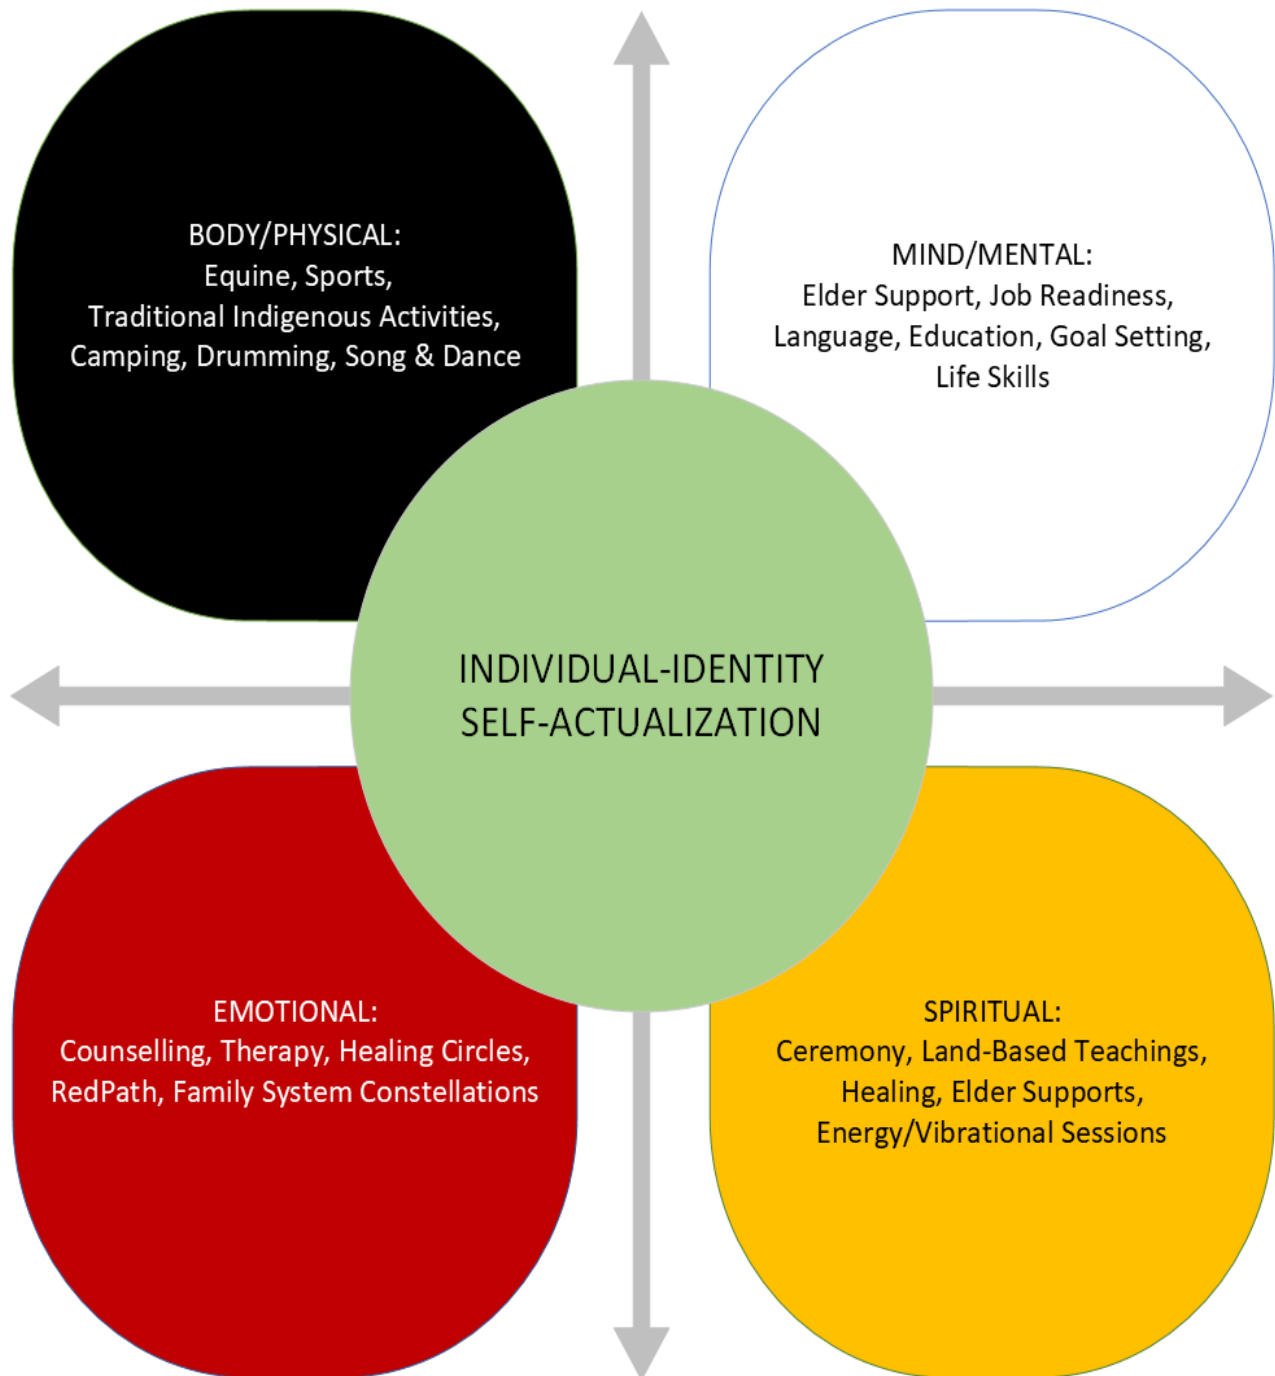 BODY/PHYSICAL:
Equine, Sports,
Traditional Indigenous Activities,
Camping, Drumming, Song & Dance
MIND/MENTAL:
Elder Support, Job Readiness,
Language, Education, Goal Setting,
Life Skills
INDIVIDUAL-IDENTITY
SELF-ACTUALIZATION
EMOTIONAL:
Counselling, Therapy, Healing Circles,
RedPath, Family System Constellations
SPIRITUAL:
Ceremony, Land-Based Teachings,
Healing, Elder Supports,
Energy/Vibrational Sessions